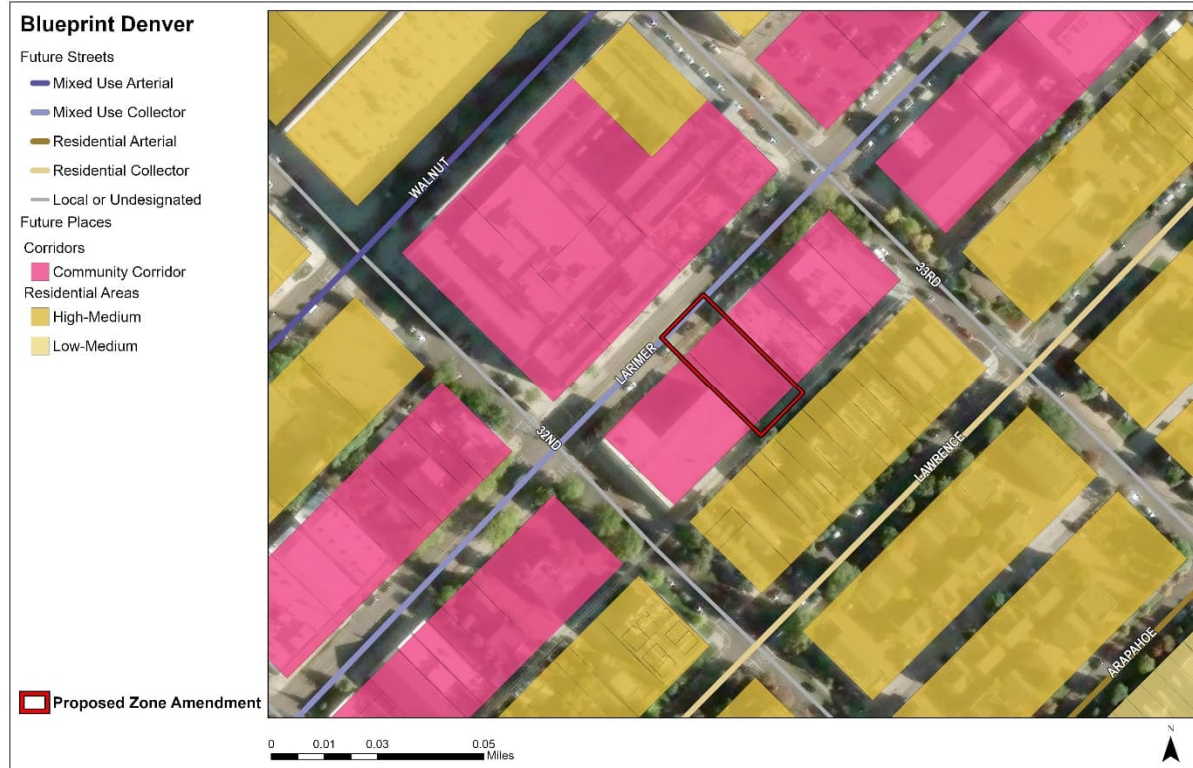 Blueprint Denver
Future Streets
Mixed Use Arterial
Mixed Use Collector
Residential Arterial
Residential Collector
Local or Undesignated
Future Places
Corridors
Community Corridor
Residential Areas
High-Medium
Low-Medium
Proposed Zone Amendment
WALNUT
33RD
LARIMER
32ND
LAWRENCE
ARAPAHOE
0 0.01 0.03 0.05
Miles
N